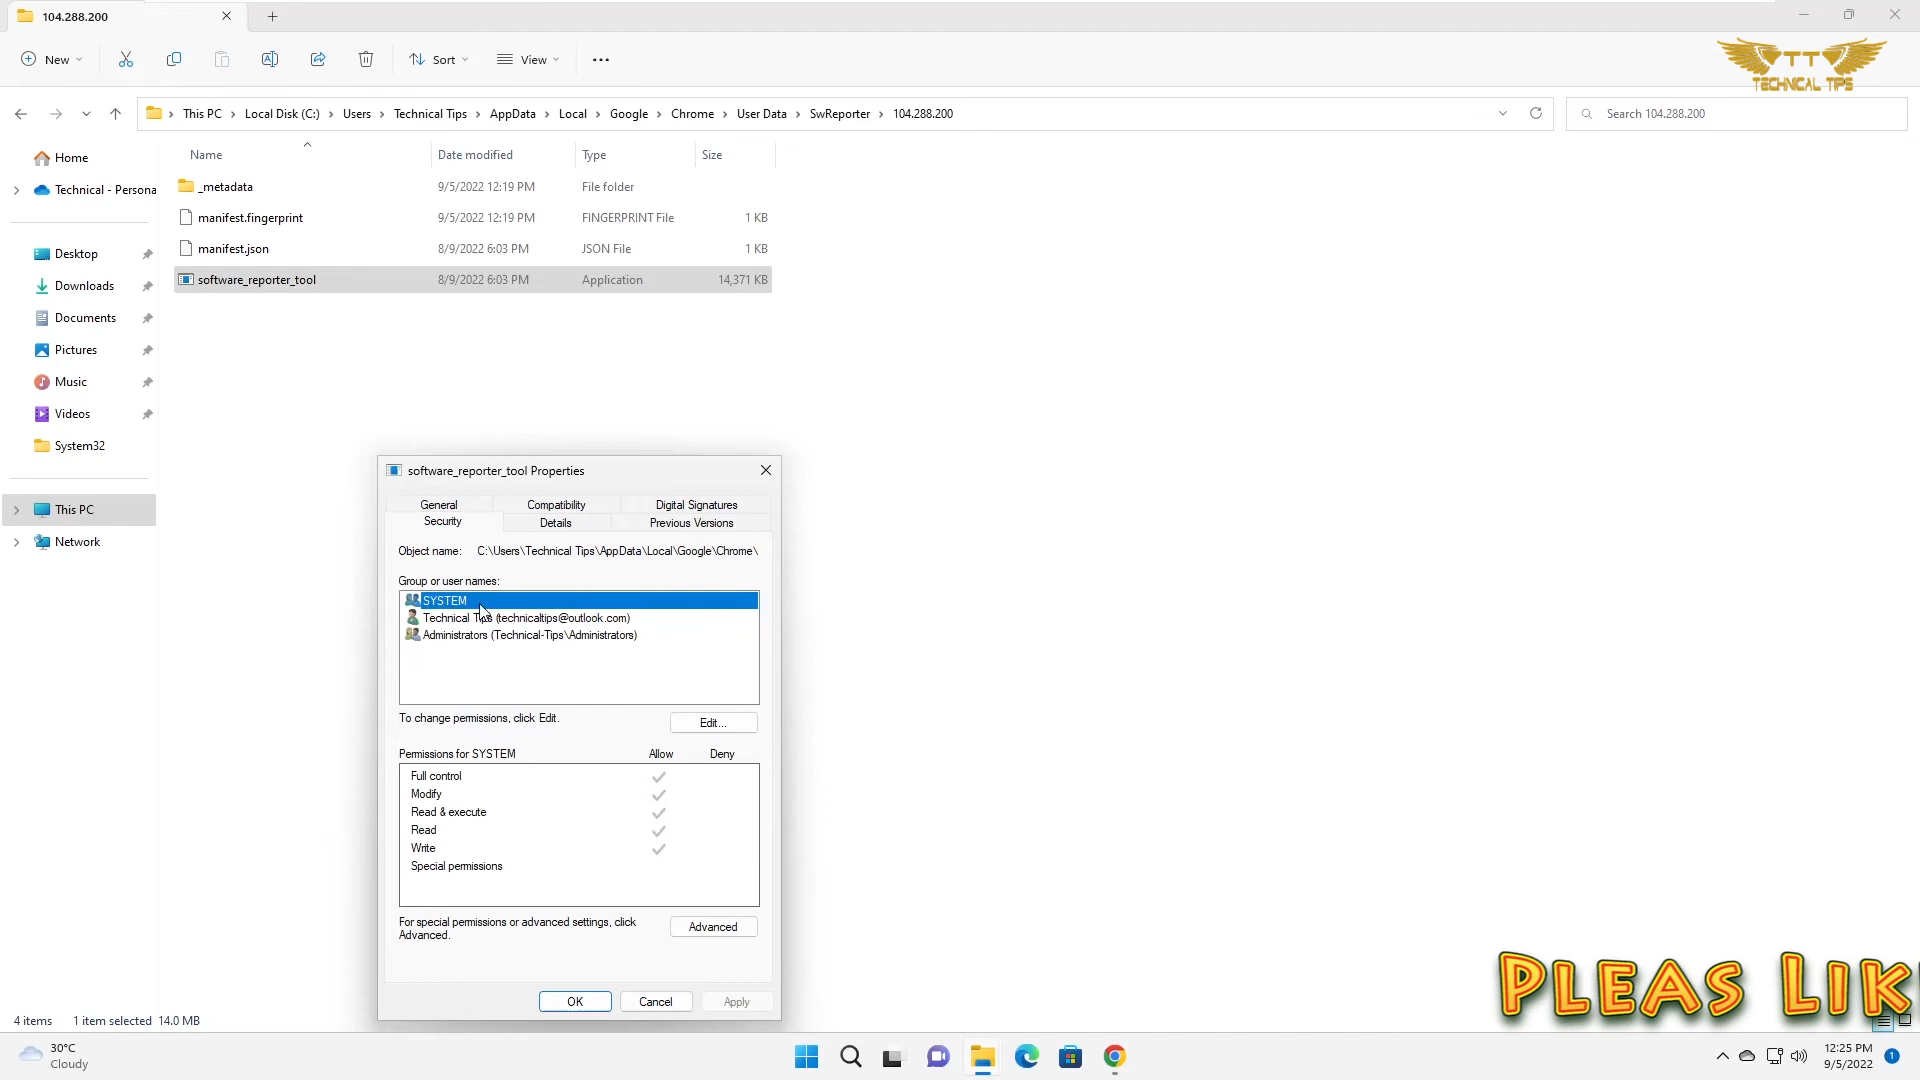 104.288.200
New
Sort
View
TT
TECHNICAL TIPS
This PC > Local Disk (C:) > Users > Technical Tips > AppData > Local > Google > Chrome > User Data > SwReporter > 104.288.200
Search 104.288.200
Home
Technical - Persona
Desktop
Downloads
Documents
Pictures
Music
Videos
System32
This PC
Network
Name Date modified Type Size
_metadata 9/5/2022 12:19 PM File folder
manifest.fingerprint 9/5/2022 12:19 PM FINGERPRINT File 1 KB
manifest.json 8/9/2022 6:03 PM JSON File 1 KB
software_reporter_tool 8/9/2022 6:03 PM Application 14,371 KB
software_reporter_tool Properties
General Compatibility Digital Signatures
Security Details Previous Versions
Object name: C:\Users\Technical Tips\AppData\Local\Google\Chrome\
Group or user names:
SYSTEM
Technical Tips (technicaltips@outlook.com)
Administrators (Technical-Tips\Administrators)
To change permissions, click Edit.
Edit...
Permissions for SYSTEM Allow Deny
Full control
Modify
Read & execute
Read
Write
Special permissions
For special permissions or advanced settings, click
Advanced.
Advanced
OK Cancel Apply
PLEAS LIK
4 items 1 item selected 14.0 MB
30°C
Cloudy
12:25 PM
9/5/2022
1